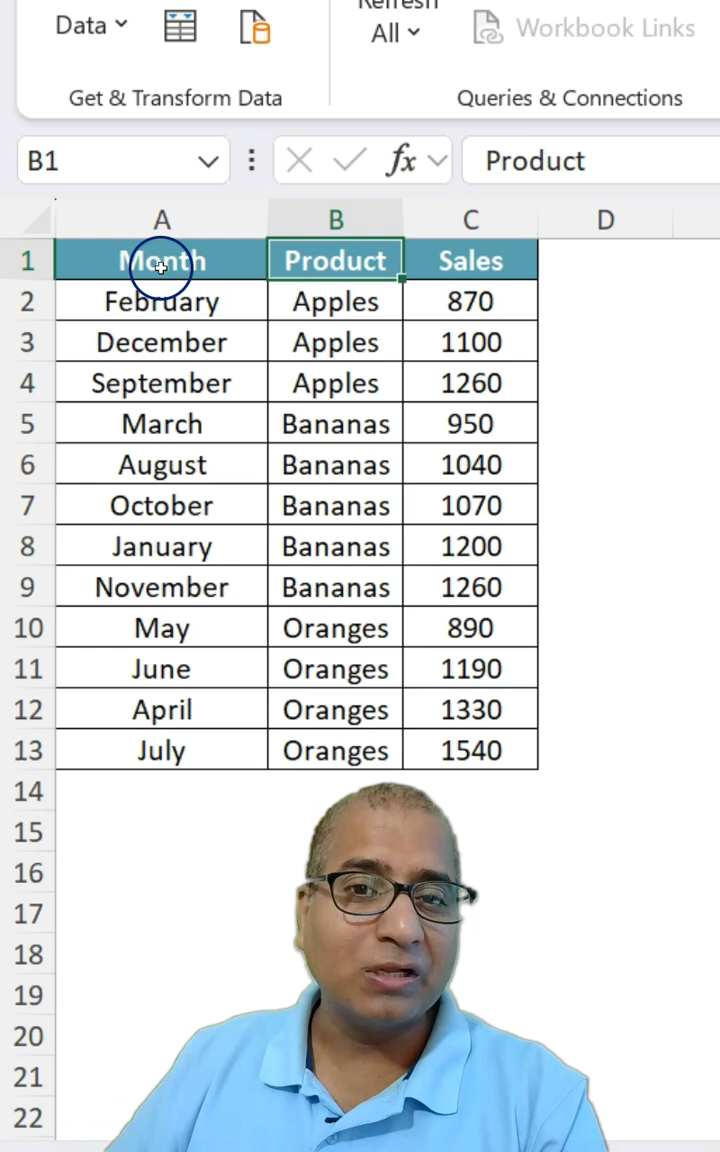 Refresh
Data
All
Workbook Links
Get & Transform Data
Queries & Connections
B1
fx
Product
A B C D
1 Month Product Sales
2 February Apples 870
3 December Apples 1100
4 September Apples 1260
5 March Bananas 950
6 August Bananas 1040
7 October Bananas 1070
8 January Bananas 1200
9 November Bananas 1260
10 May Oranges 890
11 June Oranges 1190
12 April Oranges 1330
13 July Oranges 1540
14
15
16
17
18
19
20
21
22